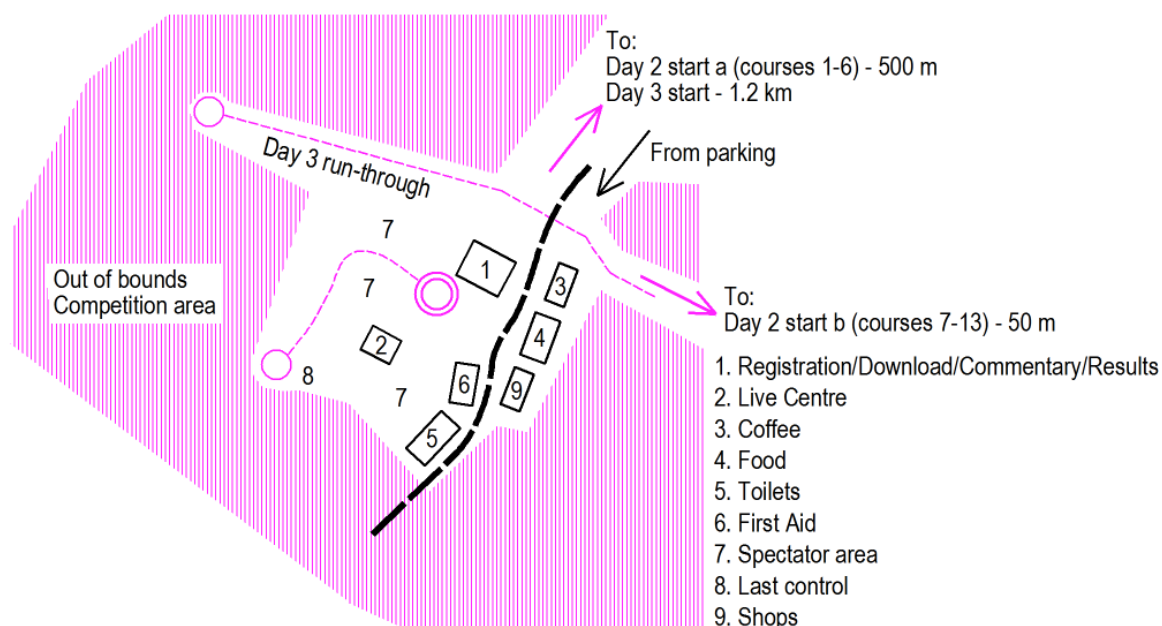 To:
Day 2 start a (courses 1-6) - 500 m
Day 3 start - 1.2 km
From parking
Day 3 run-through
7
1
Out of bounds
Competition area
7
3
To:
Day 2 start b (courses 7-13) - 50 m
2
4
8
7
6
9
5
1. Registration/Download/Commentary/Results
2. Live Centre
3. Coffee
4. Food
5. Toilets
6. First Aid
7. Spectator area
8. Last control
9. Shops